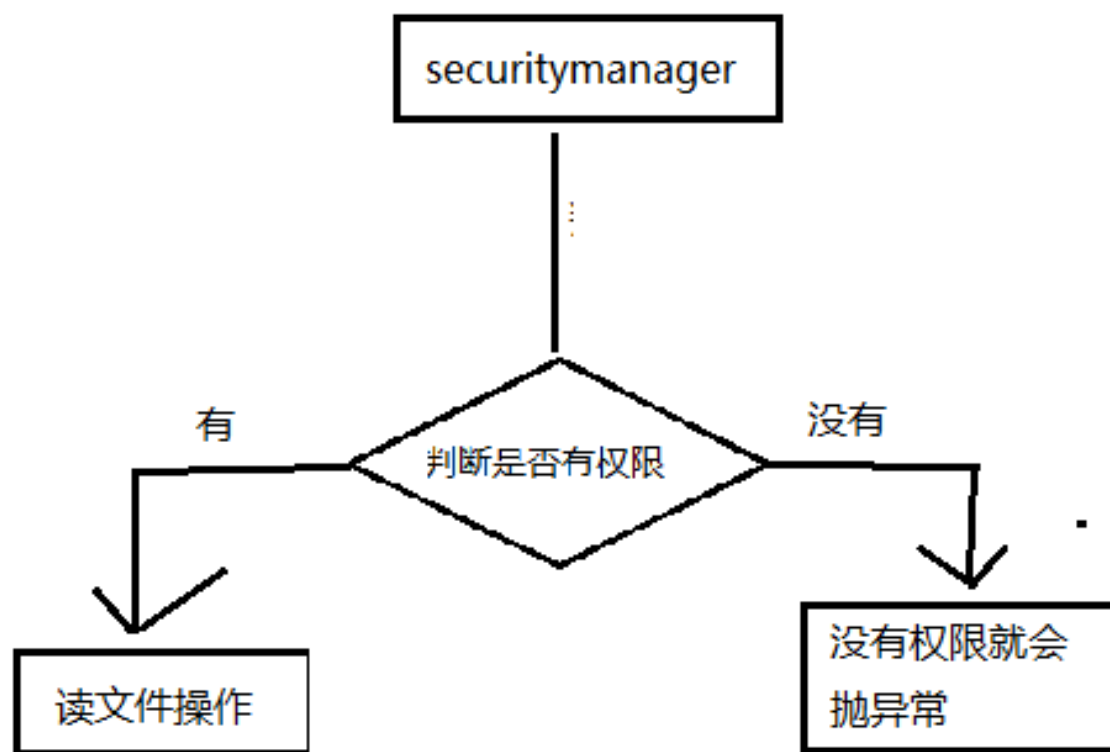 securitymanager
有
没有
判断是否有权限
读文件操作
没有权限就会
抛异常